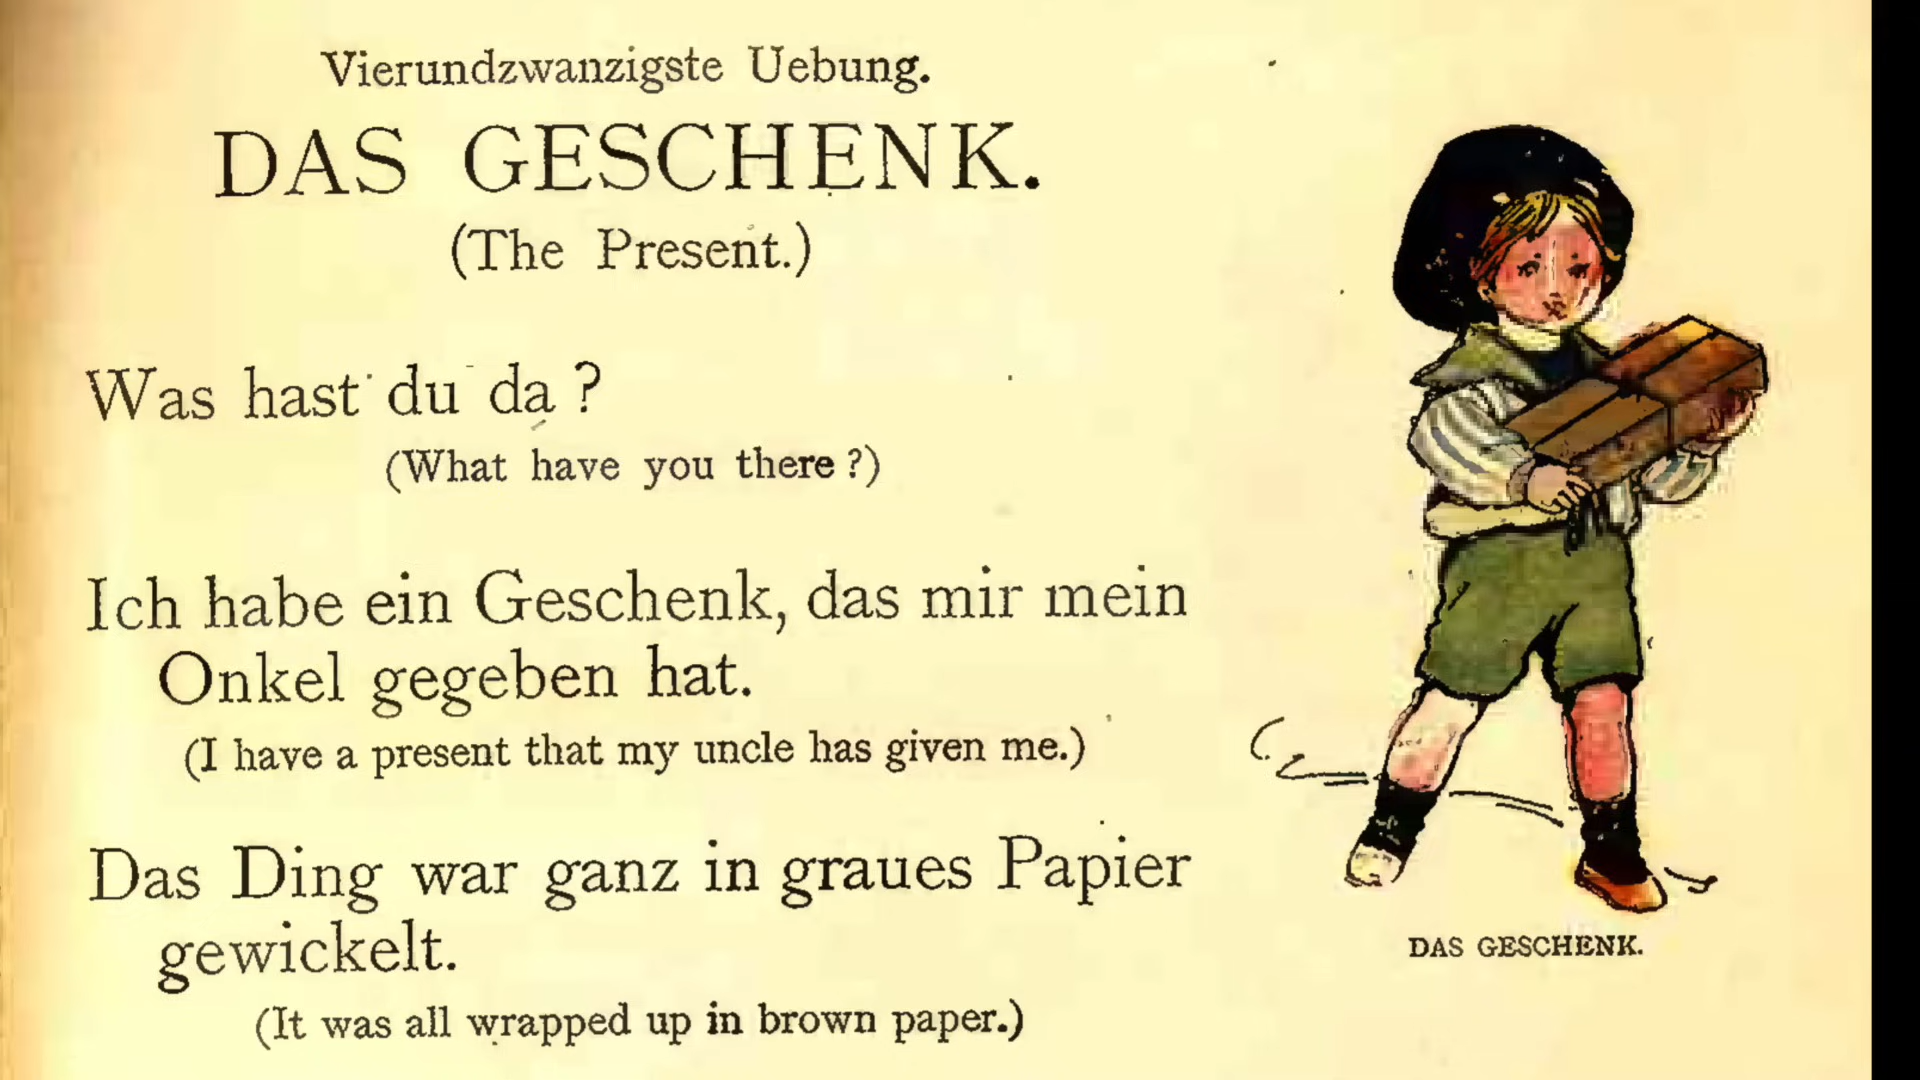 Vierundzwanzigste Uebung.
DAS GESCHENK.
(The Present.)
Was hast du da?
(What have you there?)
Ich habe ein Geschenk, das mir mein
Onkel gegeben hat.
(I have a present that my uncle has given me.)
Das Ding war ganz in graues Papier
gewickelt.
(It was all wrapped up in brown paper.)
DAS GESCHENK.